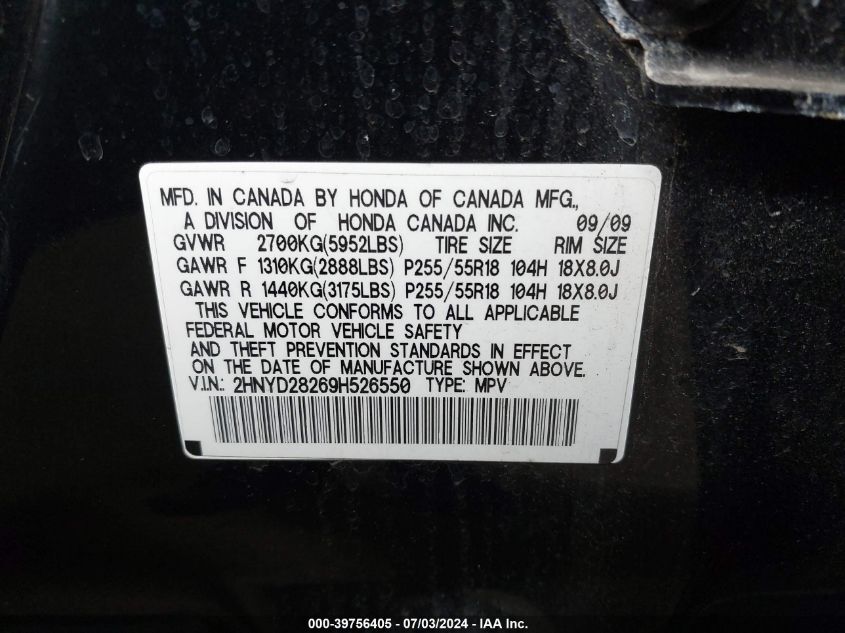 MFD. IN CANADA BY HONDA OF CANADA MFG.,
A DIVISION OF HONDA CANADA INC. 09/09
GVWR 2700KG(5952LBS) TIRE SIZE RIM SIZE
GAWR F 1310KG(2888LBS) P255/55R18 104H 18X8.0J
GAWR R 1440KG(3175LBS) P255/55R18 104H 18X8.0J
THIS VEHICLE CONFORMS TO ALL APPLICABLE
FEDERAL MOTOR VEHICLE SAFETY
AND THEFT PREVENTION STANDARDS IN EFFECT
ON THE DATE OF MANUFACTURE SHOWN ABOVE.
V.I.N.: 2HNYD28269H526550 TYPE: MPV
000-39756405 - 07/03/2024 - IAA Inc.